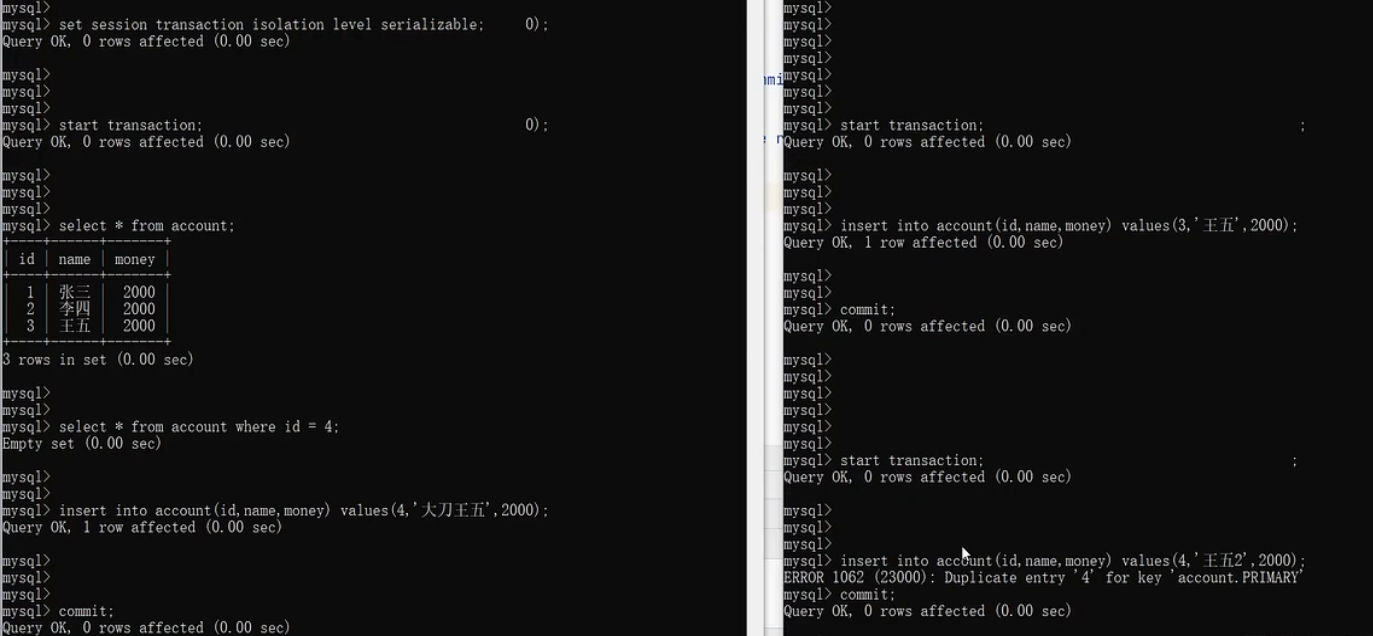 mysql>
mysql> set session transaction isolation level serializable;     0);
Query OK, 0 rows affected (0.00 sec)
mysql>
mysql>
mysql>
mysql> start transaction;                                        0);
Query OK, 0 rows affected (0.00 sec)
mysql>
mysql>
mysql>
mysql> select * from account;
+----+------+-------+
| id | name | money |
+----+------+-------+
|  1 | 张三 |  2000 |
|  2 | 李四 |  2000 |
|  3 | 王五 |  2000 |
+----+------+-------+
3 rows in set (0.00 sec)
mysql>
mysql>
mysql> select * from account where id = 4;
Empty set (0.00 sec)
mysql>
mysql>
mysql> insert into account(id,name,money) values(4,'大刀王五',2000);
Query OK, 1 row affected (0.00 sec)
mysql>
mysql>
mysql>
mysql> commit;
Query OK, 0 rows affected (0.00 sec)
mysql>
mysql>
mysql>
mysql>
mysql>
mysql>
mysql>
mysql> start transaction;                                       ;
Query OK, 0 rows affected (0.00 sec)
mysql>
mysql>
mysql>
mysql> insert into account(id,name,money) values(3,'王五',2000);
Query OK, 1 row affected (0.00 sec)
mysql>
mysql>
mysql> commit;
Query OK, 0 rows affected (0.00 sec)
mysql>
mysql>
mysql>
mysql>
mysql>
mysql>
mysql> start transaction;                                      ;
Query OK, 0 rows affected (0.00 sec)
mysql>
mysql>
mysql>
mysql> insert into account(id,name,money) values(4,'王五2',2000);
ERROR 1062 (23000): Duplicate entry '4' for key 'account.PRIMARY'
mysql> commit;
Query OK, 0 rows affected (0.00 sec)